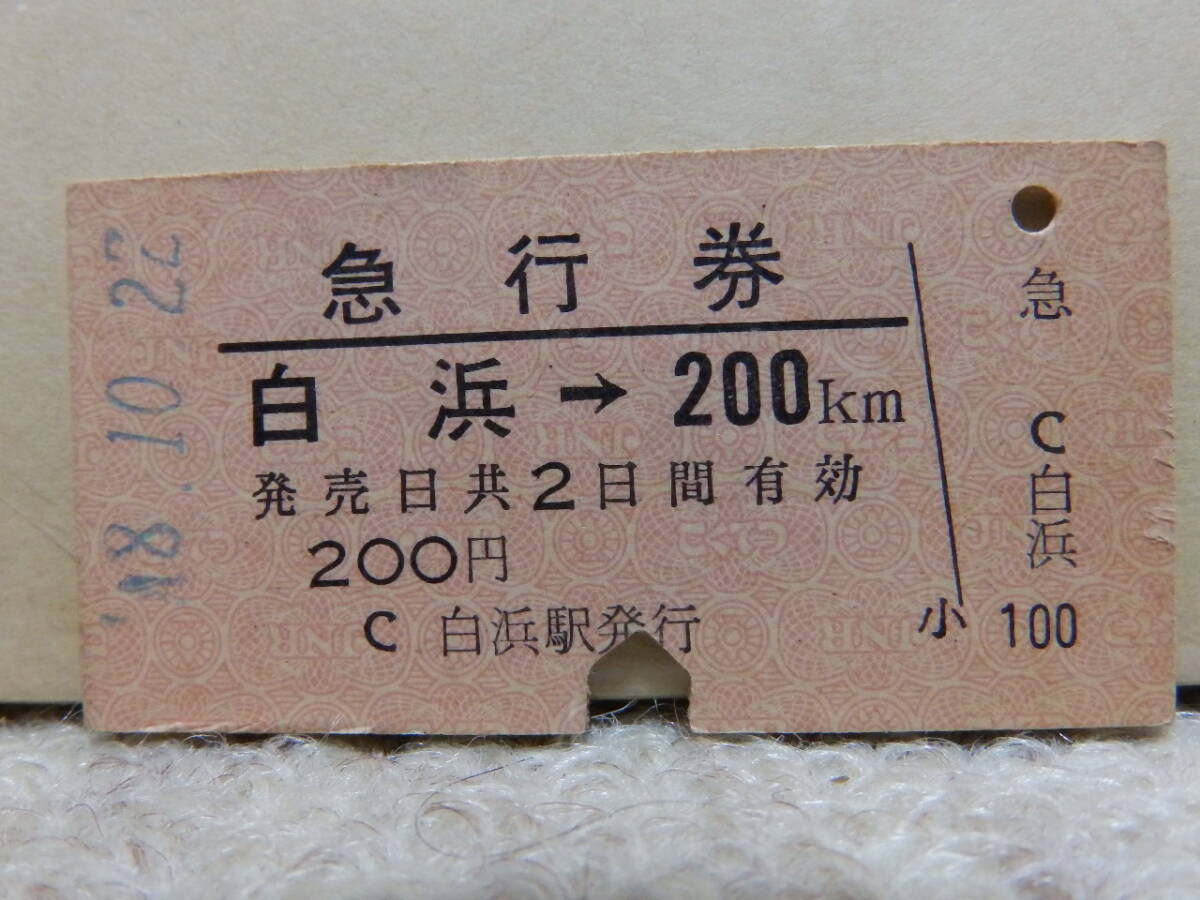 48.10.22
急行券
白浜→200km
発売日共2日間有効
200円
C 白浜駅発行
急
C
白浜
小 100